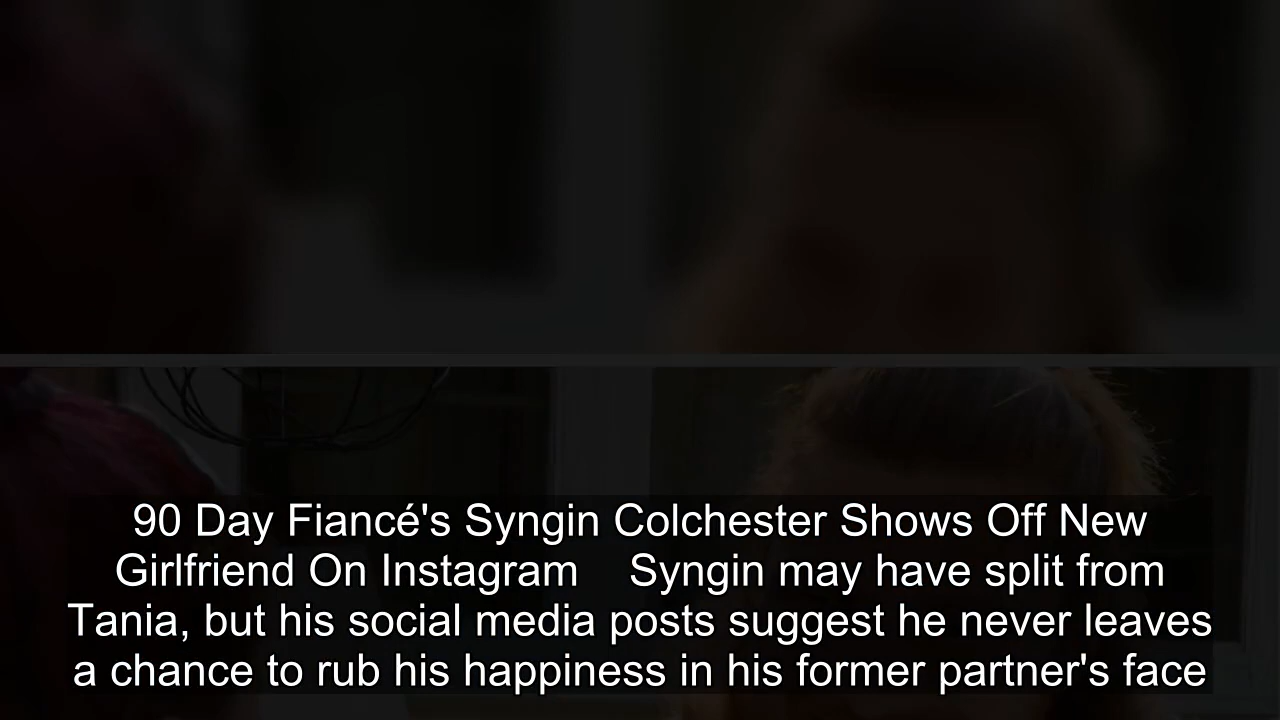 90 Day Fiancé's Syngin Colchester Shows Off New
Girlfriend On Instagram    Syngin may have split from
Tania, but his social media posts suggest he never leaves
a chance to rub his happiness in his former partner's face